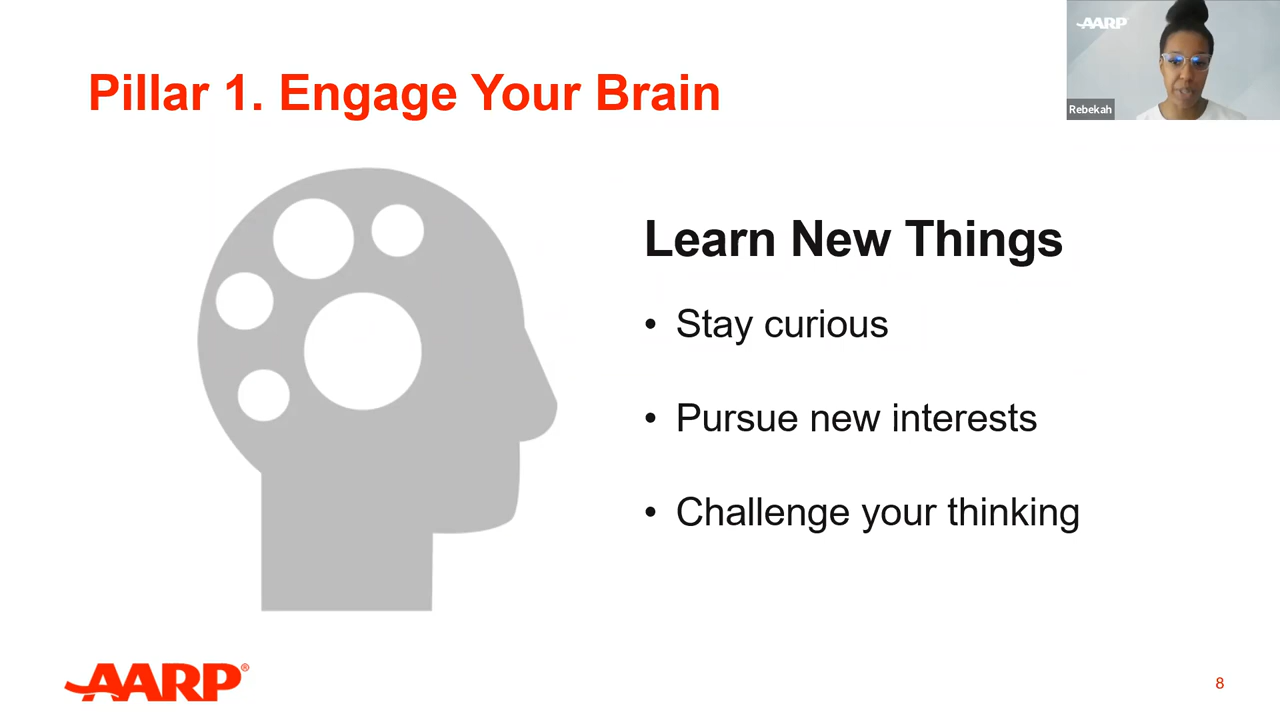 AARP
Rebekah
Pillar 1. Engage Your Brain
Learn New Things
• Stay curious
• Pursue new interests
• Challenge your thinking
AARP®
8